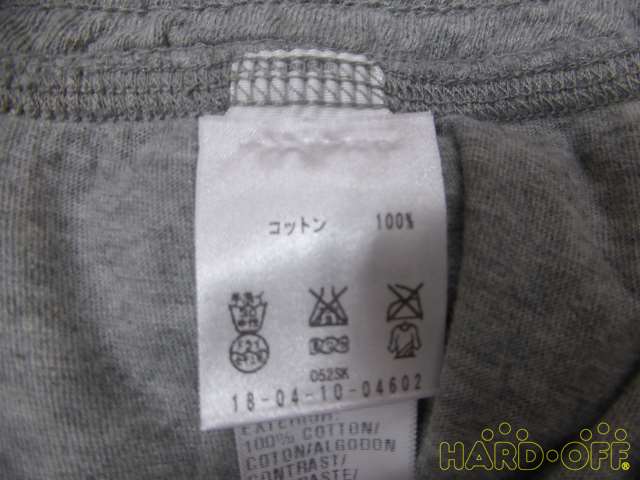 コットン 100%
052SK
18-04-10-04602
EXTERIOR:
100% COTTON/
COTON/ALGODON
CONTRAST/
HARD·OFF